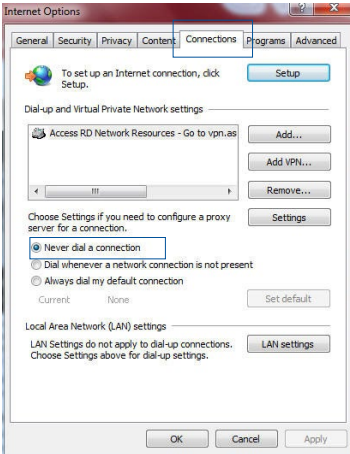 Internet Options
General Security Privacy Content Connections Programs Advanced
To set up an Internet connection, click
Setup.
Setup
Dial-up and Virtual Private Network settings
Access RD Network Resources - Go to vpn.as
Add...
Add VPN...
Remove...
Choose Settings if you need to configure a proxy
server for a connection.
Settings
Never dial a connection
Dial whenever a network connection is not present
Always dial my default connection
Current None
Set default
Local Area Network (LAN) settings
LAN Settings do not apply to dial-up connections.
Choose Settings above for dial-up settings.
LAN settings
OK Cancel Apply